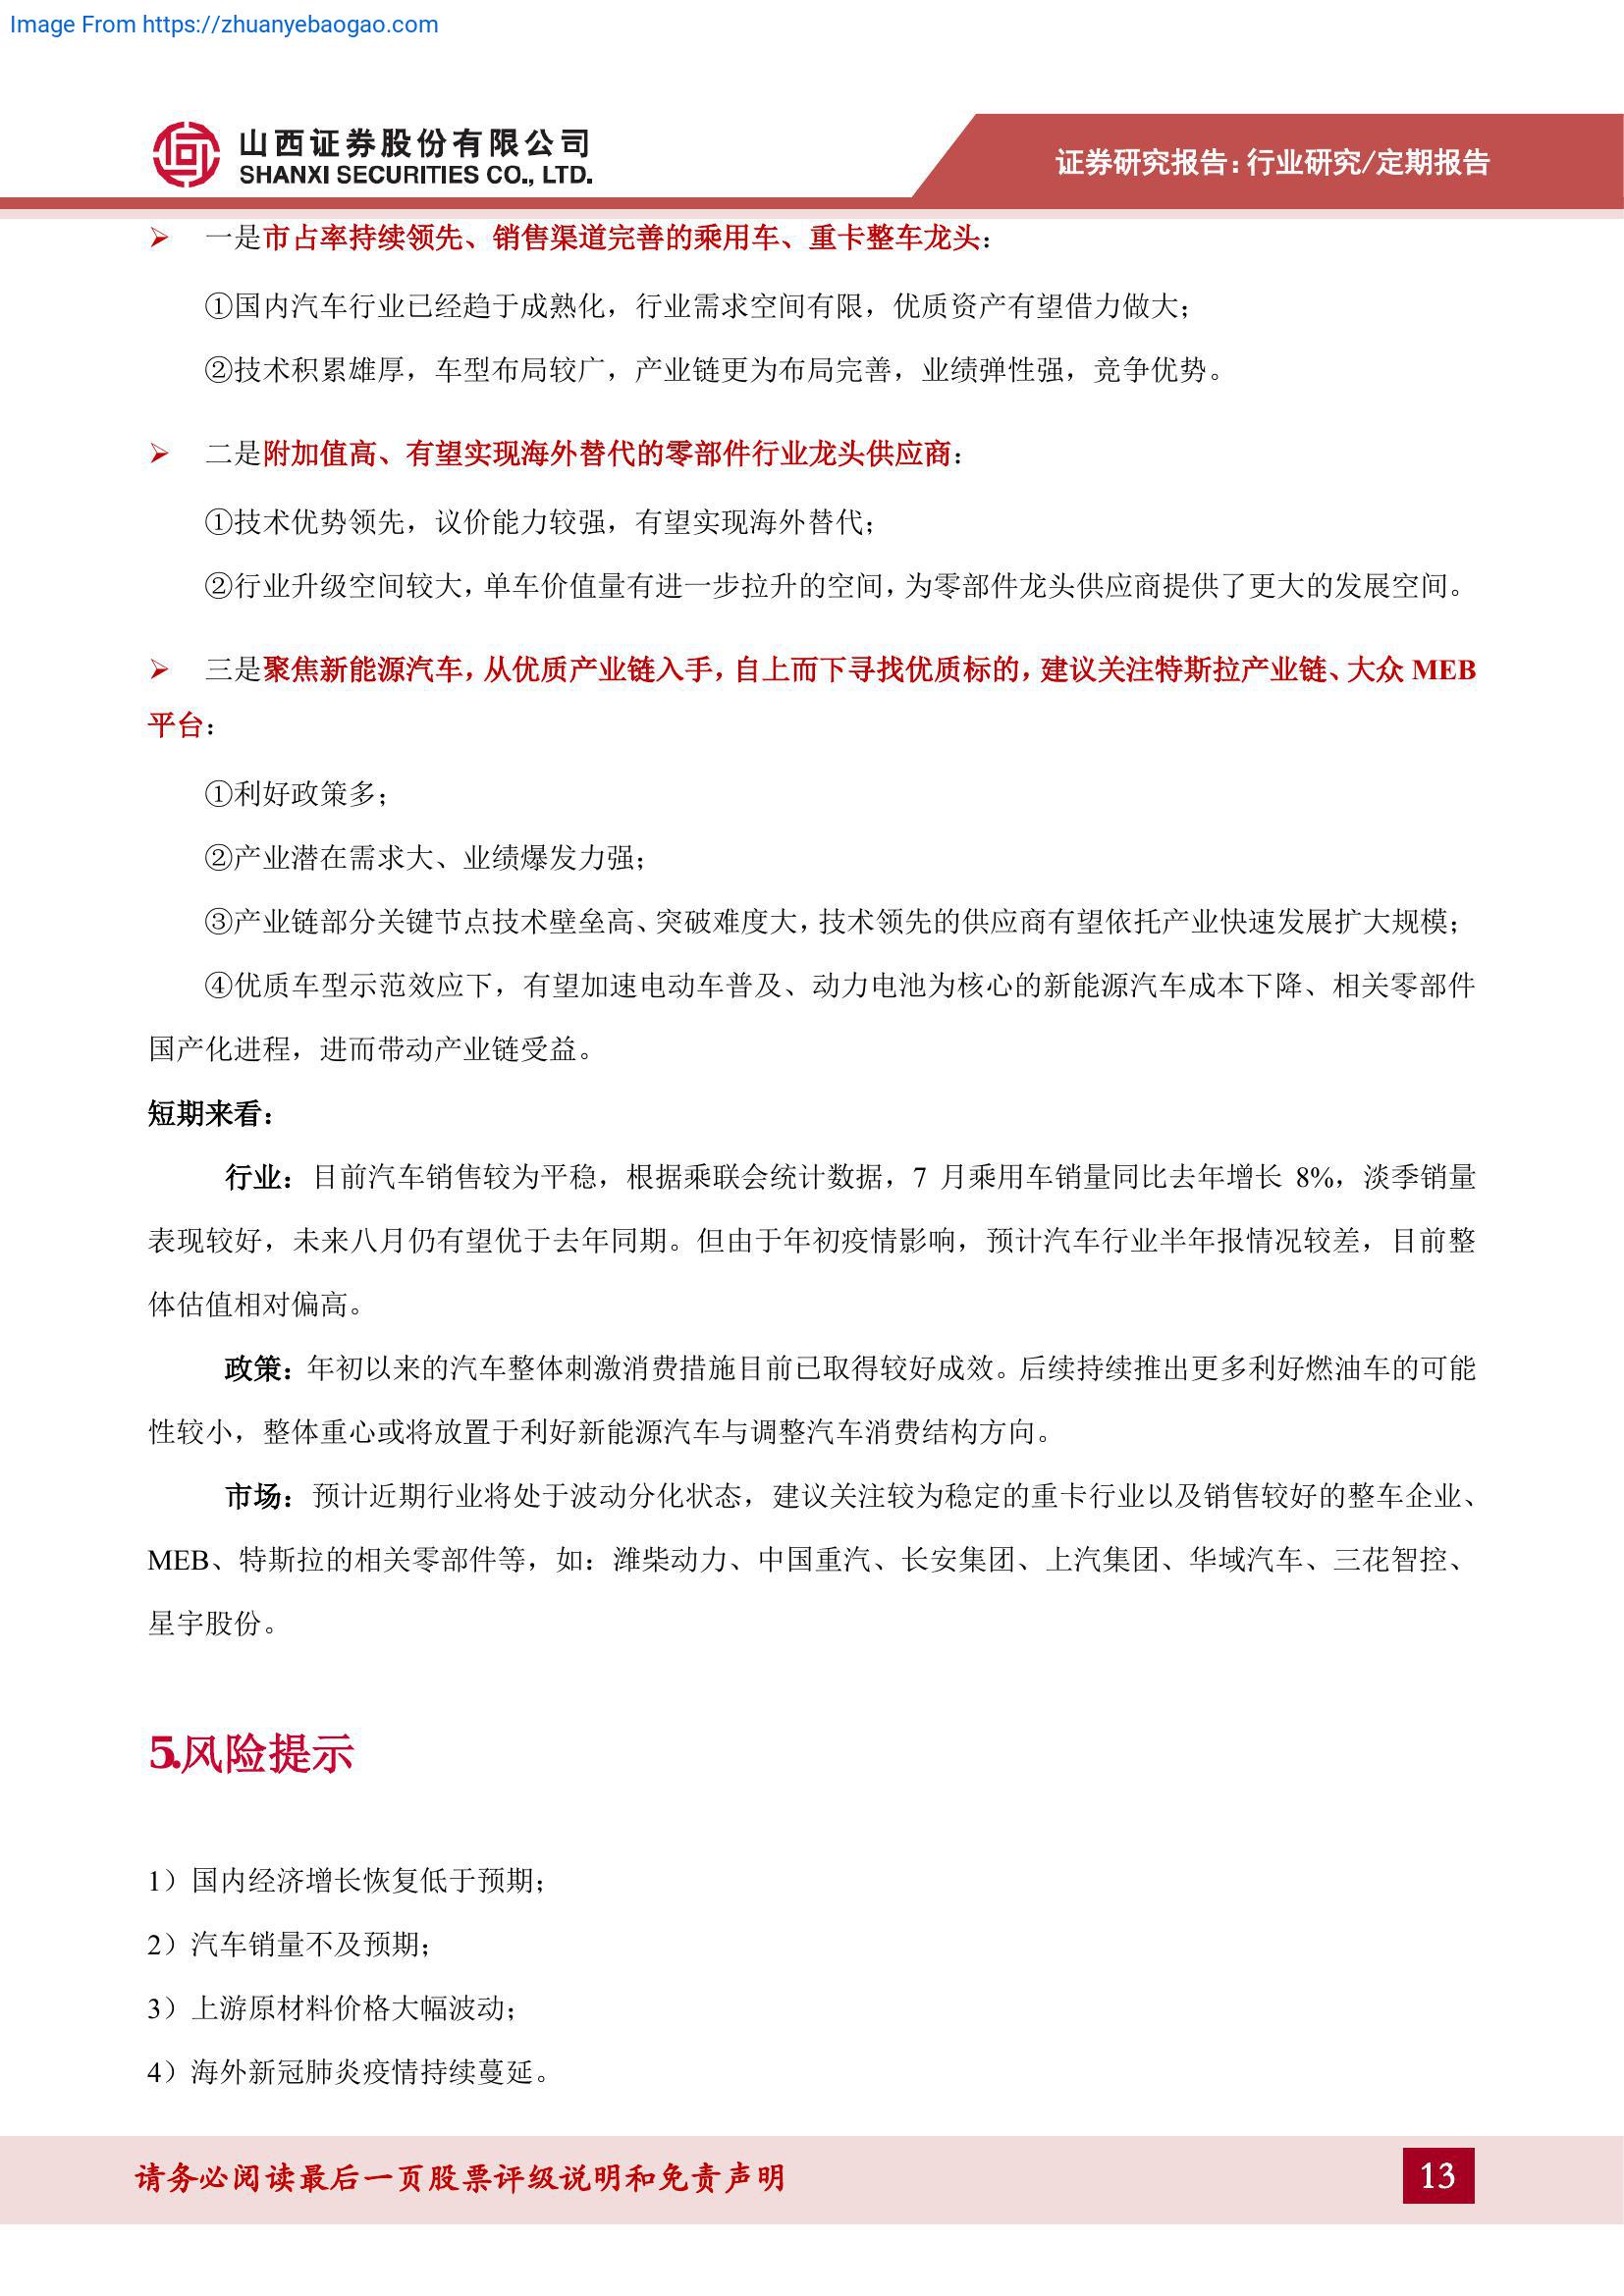 Image From https://zhuanyebaogao.com
山西证券股份有限公司
SHANXI SECURITIES CO., LTD.
证券研究报告：行业研究/定期报告
➢ 一是市占率持续领先、销售渠道完善的乘用车、重卡整车龙头：
①国内汽车行业已经趋于成熟化，行业需求空间有限，优质资产有望借力做大；
②技术积累雄厚，车型布局较广，产业链更为布局完善，业绩弹性强，竞争优势。
➢ 二是附加值高、有望实现海外替代的零部件行业龙头供应商：
①技术优势领先，议价能力较强，有望实现海外替代；
②行业升级空间较大，单车价值量有进一步拉升的空间，为零部件龙头供应商提供了更大的发展空间。
➢ 三是聚焦新能源汽车，从优质产业链入手，自上而下寻找优质标的，建议关注特斯拉产业链、大众 MEB
平台：
①利好政策多；
②产业潜在需求大、业绩爆发力强；
③产业链部分关键节点技术壁垒高、突破难度大，技术领先的供应商有望依托产业快速发展扩大规模；
④优质车型示范效应下，有望加速电动车普及、动力电池为核心的新能源汽车成本下降、相关零部件
国产化进程，进而带动产业链受益。
短期来看：
行业：目前汽车销售较为平稳，根据乘联会统计数据，7 月乘用车销量同比去年增长 8%，淡季销量
表现较好，未来八月仍有望优于去年同期。但由于年初疫情影响，预计汽车行业半年报情况较差，目前整
体估值相对偏高。
政策：年初以来的汽车整体刺激消费措施目前已取得较好成效。后续持续推出更多利好燃油车的可能
性较小，整体重心或将放置于利好新能源汽车与调整汽车消费结构方向。
市场：预计近期行业将处于波动分化状态，建议关注较为稳定的重卡行业以及销售较好的整车企业、
MEB、特斯拉的相关零部件等，如：潍柴动力、中国重汽、长安集团、上汽集团、华域汽车、三花智控、
星宇股份。
5.风险提示
1）国内经济增长恢复低于预期；
2）汽车销量不及预期；
3）上游原材料价格大幅波动；
4）海外新冠肺炎疫情持续蔓延。
请务必阅读最后一页股票评级说明和免责声明
13